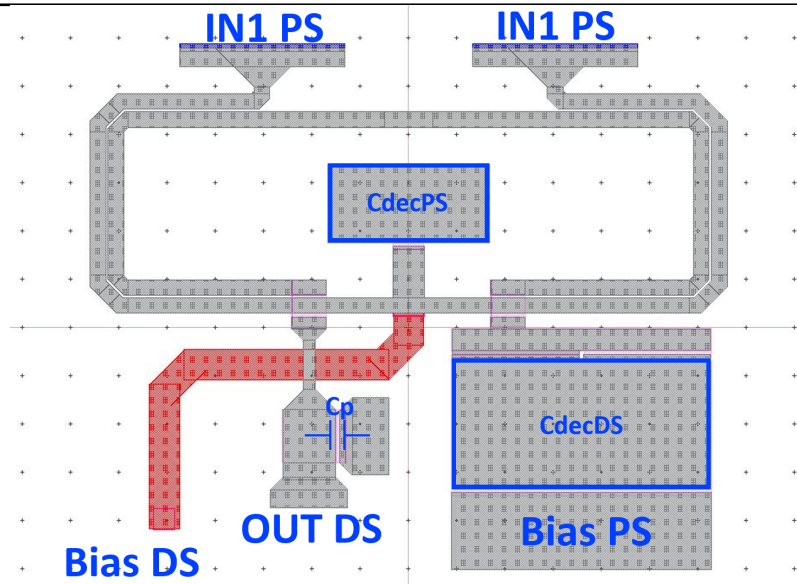 IN1 PS
IN1 PS
CdecPS
Cp
CdecDS
OUT DS
Bias PS
Bias DS